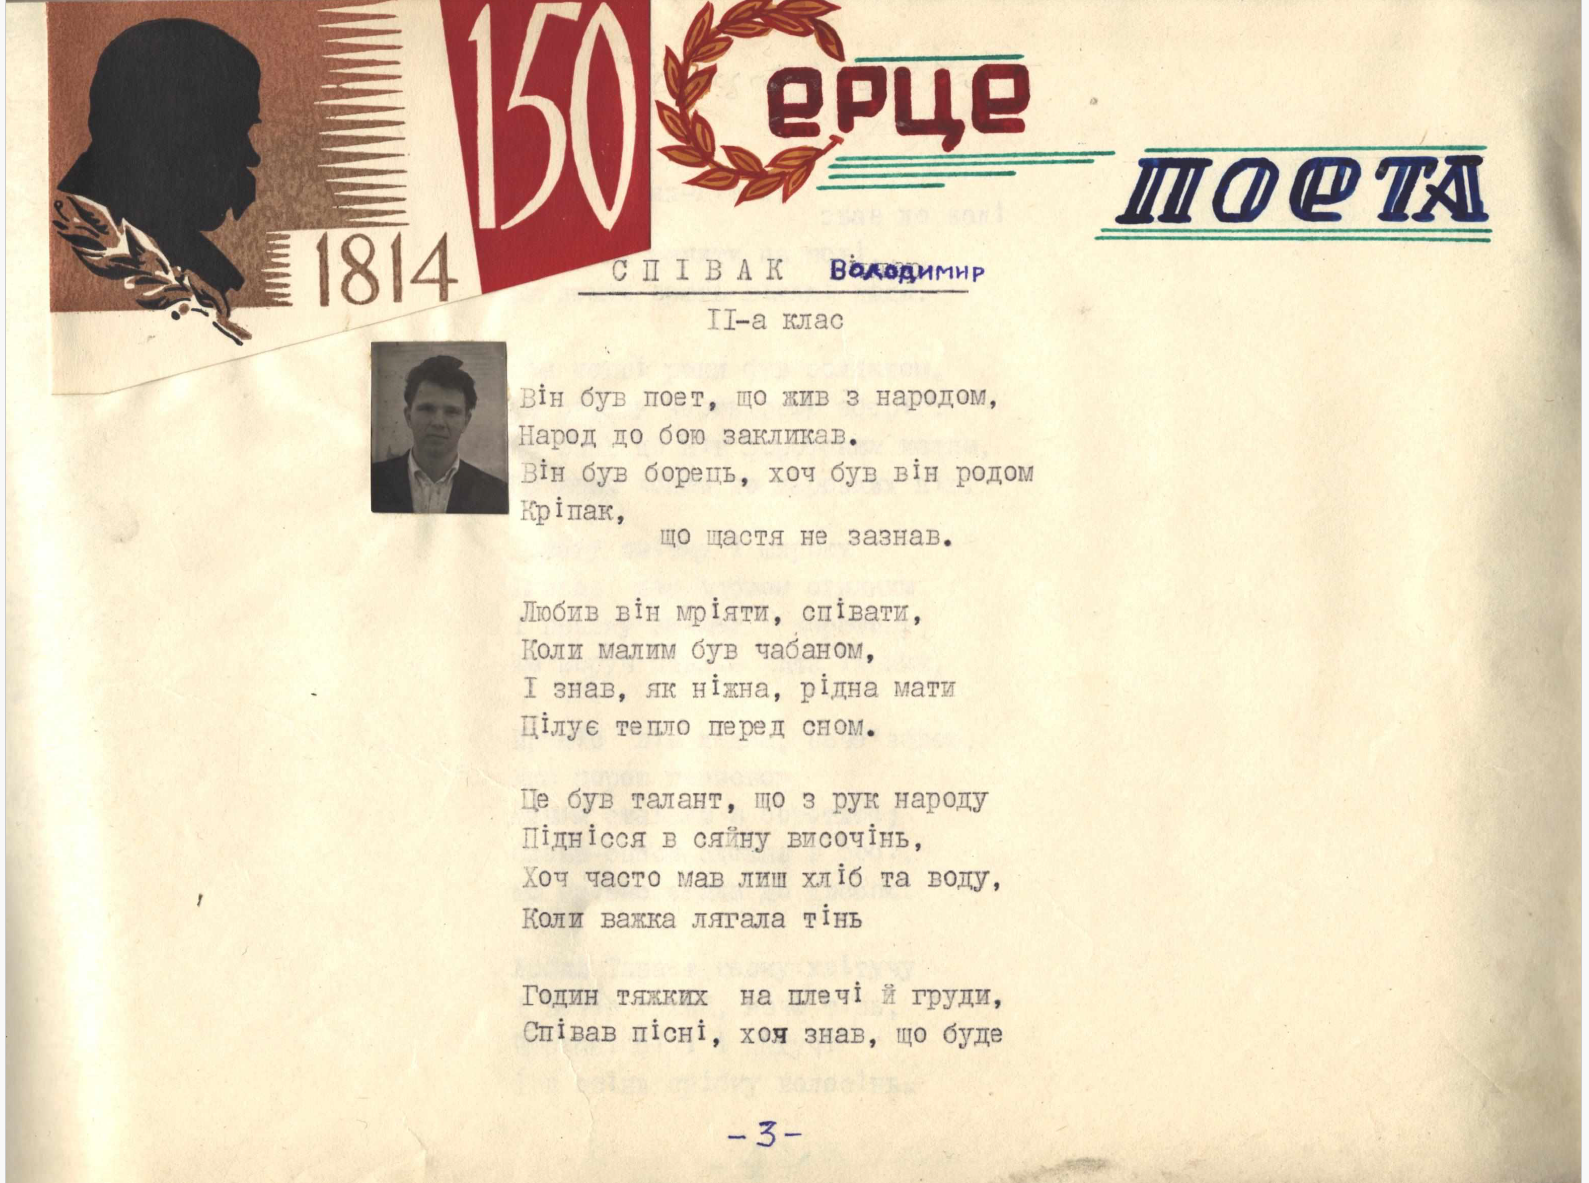 150
1814
Серце
поета
СПІВАК Володимир
II-а клас
Він був поет, що жив з народом,
Народ до бою закликав.
Він був борець, хоч був він родом
Кріпак,
що щастя не зазнав.
Любив він мріяти, співати,
Коли малим був чабаном,
І знав, як ніжна, рідна мати
Цілує тепло перед сном.
Це був талант, що з рук народу
Піднісся в сяйну височінь,
Хоч часто мав лиш хліб та воду,
Коли важка лягала тінь
Годин тяжких на плечі й груди,
Співав пісні, хоч знав, що буде
-3-